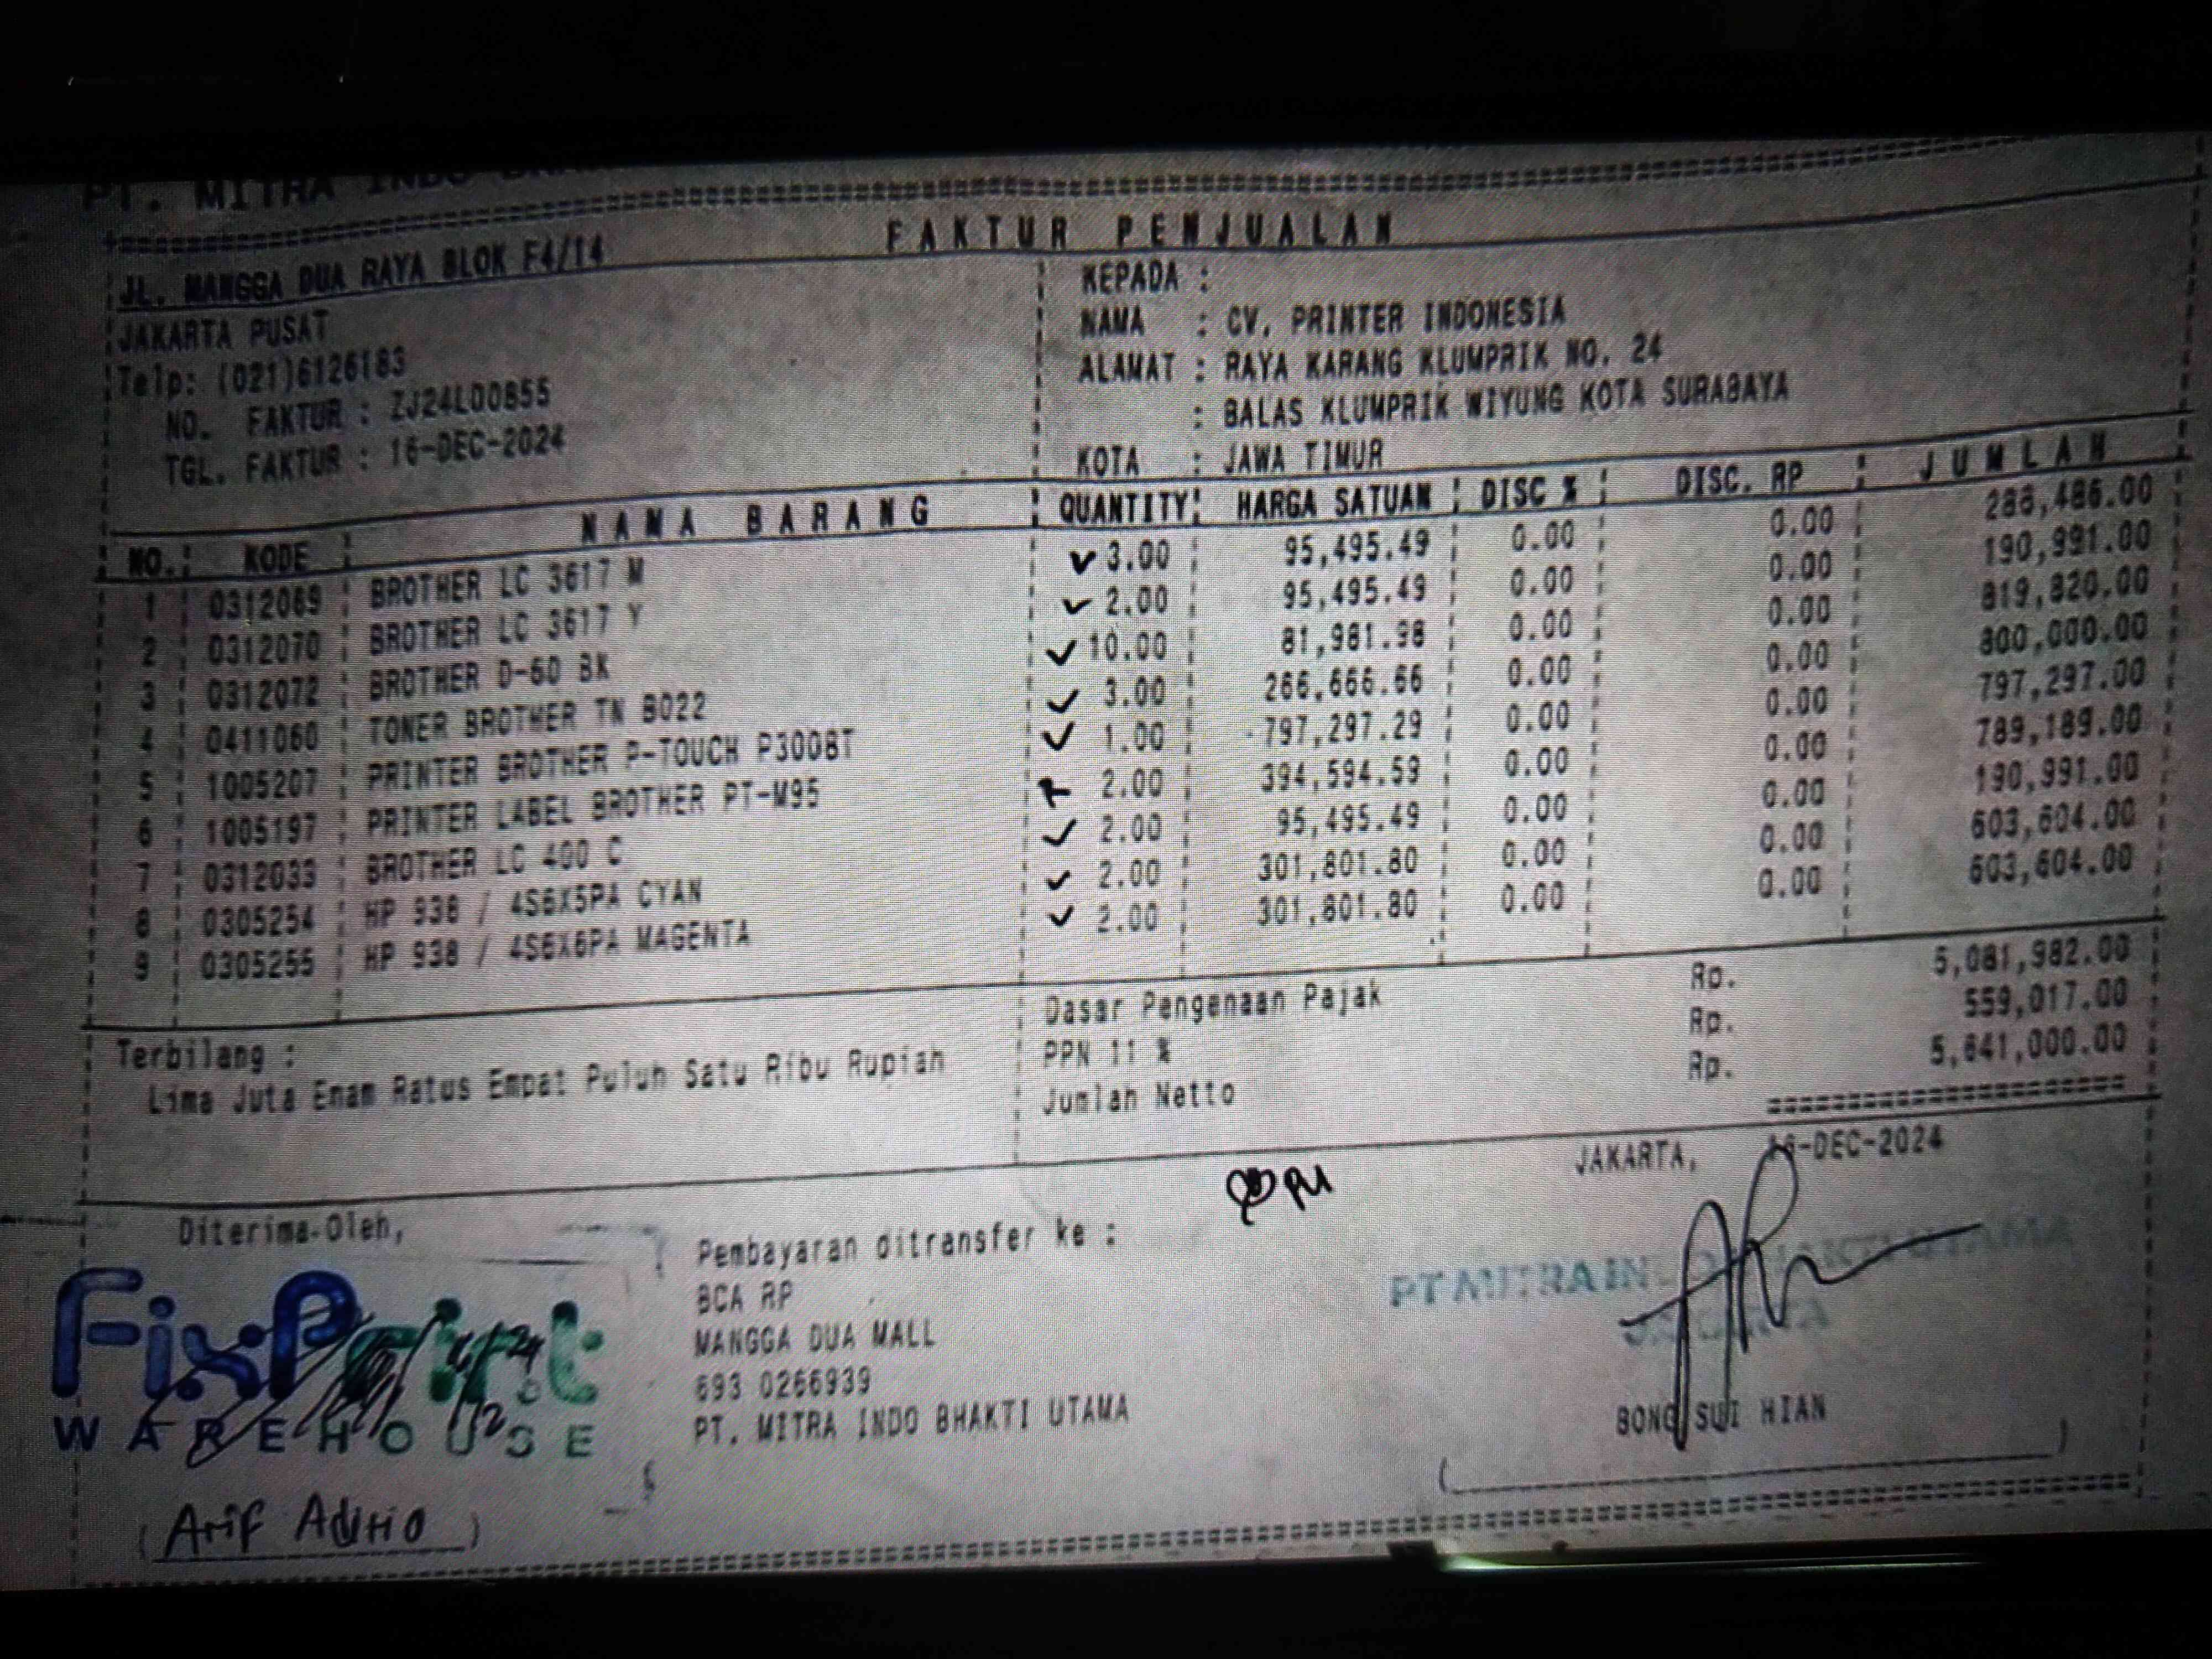 PT. MITRA INDO
FAKTUR PENJUALAN
JL. MANGGA DUA RAYA BLOK F4/14
JAKARTA PUSAT
Telp: (021)6126183
NO. FAKTUR : ZJ24L00855
TGL. FAKTUR : 16-DEC-2024
KEPADA :
NAMA : CV. PRINTER INDONESIA
ALAMAT : RAYA KARANG KLUMPRIK NO. 24
: BALAS KLUMPRIK WIYUNG KOTA SURABAYA
KOTA : JAWA TIMUR
NO. KODE NAMA BARANG QUANTITY HARGA SATUAN DISC % DISC. RP JUMLAH
1 0312069 BROTHER LC 3617 M 3.00 95,495.49 0.00 0.00 286,486.00
2 0312070 BROTHER LC 3617 Y 2.00 95,495.49 0.00 0.00 190,991.00
3 0312072 BROTHER D-60 BK 10.00 81,981.98 0.00 0.00 819,820.00
4 0411060 TONER BROTHER TN B022 3.00 266,666.66 0.00 0.00 800,000.00
5 1005207 PRINTER BROTHER P-TOUCH P300BT 1.00 797,297.29 0.00 0.00 797,297.00
6 1005197 PRINTER LABEL BROTHER PT-M95 2.00 394,594.59 0.00 0.00 789,189.00
7 0312033 BROTHER LC 400 C 2.00 95,495.49 0.00 0.00 190,991.00
8 0305254 HP 938 / 4S6X5PA CYAN 2.00 301,801.80 0.00 0.00 603,604.00
9 0305255 HP 938 / 4S6X6PA MAGENTA 2.00 301,801.80 0.00 0.00 603,604.00
Dasar Pengenaan Pajak Rp. 5,081,982.00
PPN 11 % Rp. 559,017.00
Jumlah Netto Rp. 5,641,000.00
Terbilang :
Lima Juta Enam Ratus Empat Puluh Satu Ribu Rupiah
JAKARTA, 16-DEC-2024
Diterima Oleh,
FixPrint
WAREHOUSE
Pembayaran ditransfer ke :
BCA RP
MANGGA DUA MALL
693 0266939
PT. MITRA INDO BHAKTI UTAMA
PT MITRA INDO BHAKTI UTAMA
JAKARTA
BONG SUI HIAN
Arif